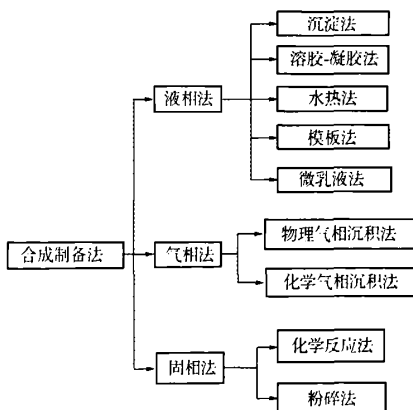 沉淀法
溶胶-凝胶法
液相法
水热法
模板法
微乳液法
物理气相沉积法
合成制备法
气相法
化学气相沉积法
化学反应法
固相法
粉碎法